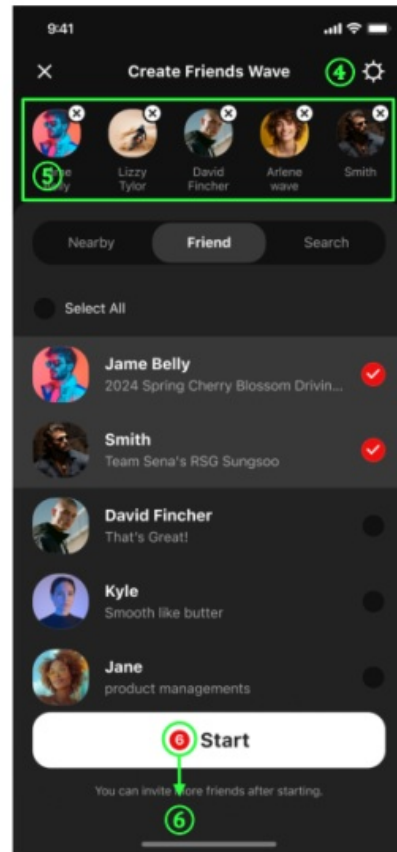 9:41
Create Friends Wave
④
⑤
Lizzy
Tylor
David
Fincher
Arlene
wave
Smith
Nearby Friend Search
Select All
Jame Belly
2024 Spring Cherry Blossom Drivin...
Smith
Team Sena's RSG Sungsoo
David Fincher
That's Great!
Kyle
Smooth like butter
Jane
product managements
6 Start
You can invite more friends after starting.
⑥